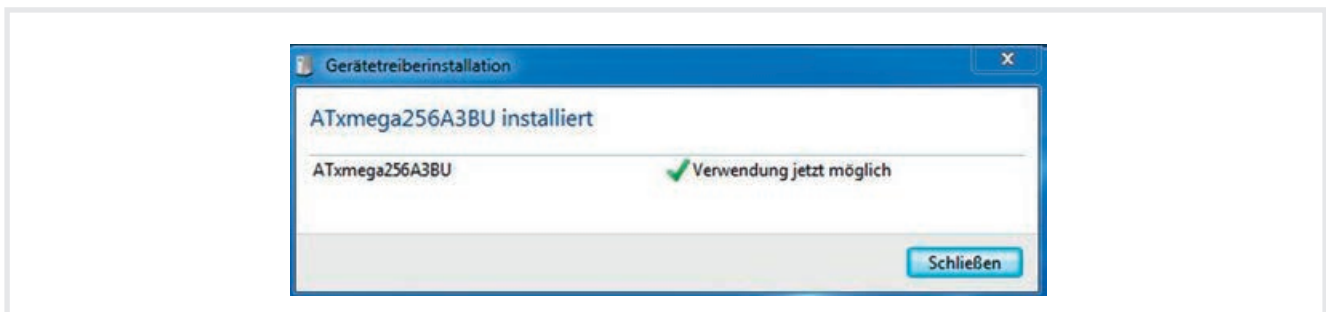 Gerätetreiberinstallation
ATxmega256A3BU installiert
ATxmega256A3BU Verwendung jetzt möglich
Schließen